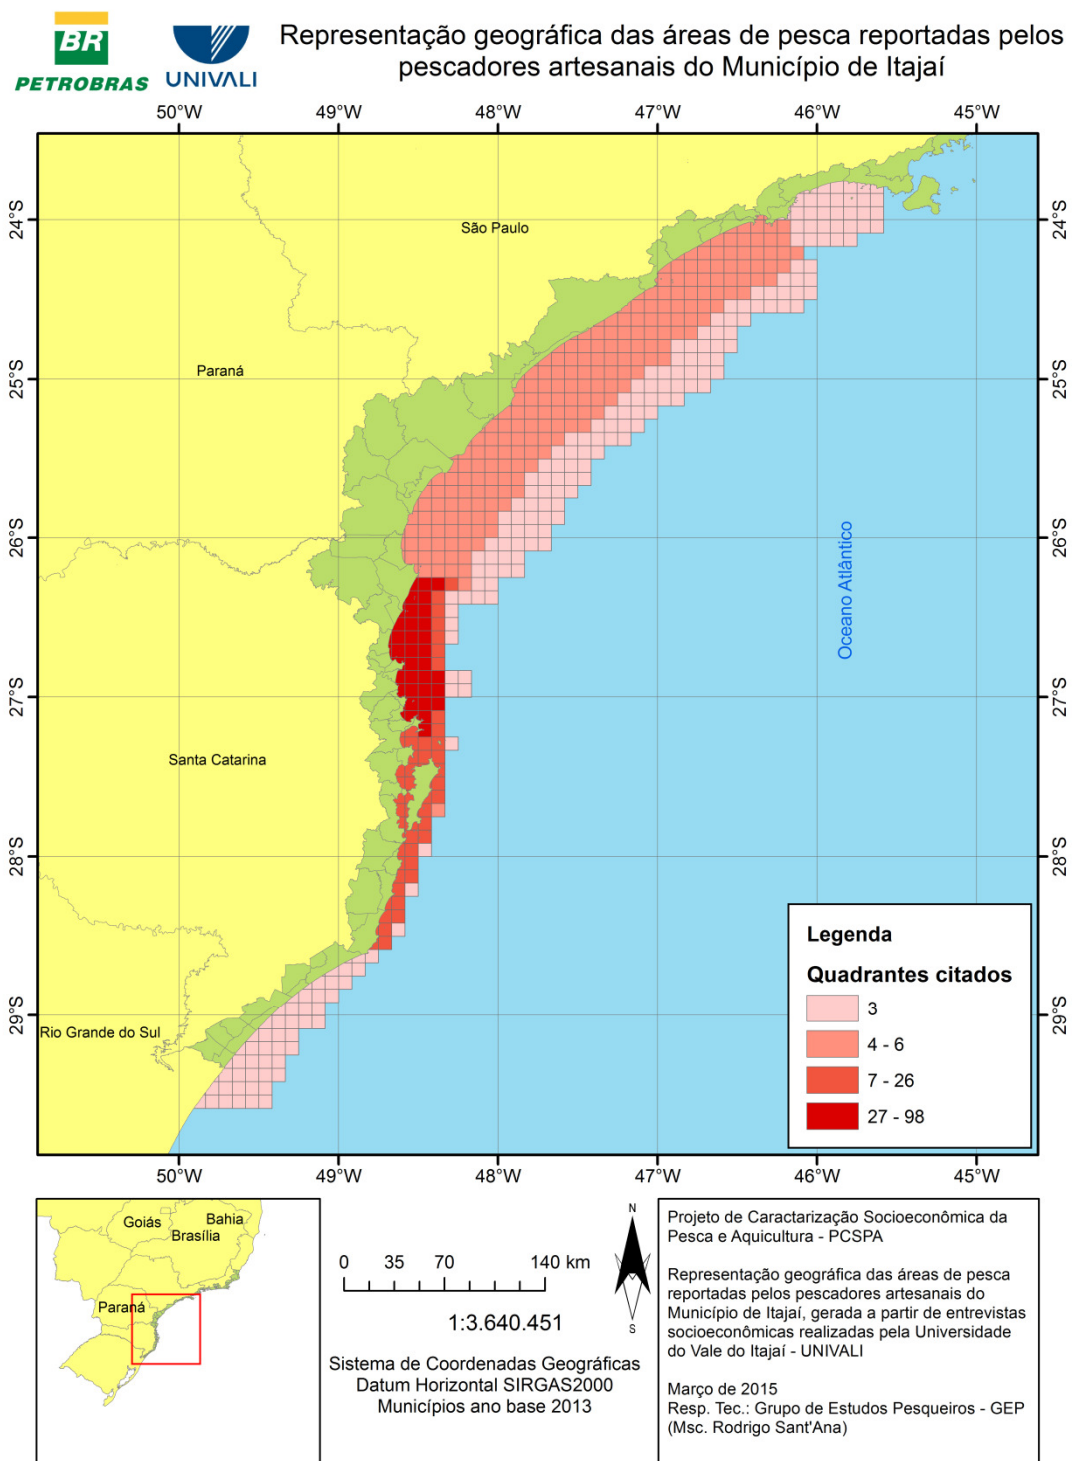 BR
PETROBRAS
UNIVALI
Representação geográfica das áreas de pesca reportadas pelos
pescadores artesanais do Município de Itajaí
50°W 49°W 48°W 47°W 46°W 45°W
24°S 24°S
São Paulo
Paraná
25°S 25°S
26°S 26°S
Oceano Atlântico
27°S 27°S
Santa Catarina
28°S 28°S
Legenda
Quadrantes citados
3
4 - 6
7 - 26
27 - 98
29°S 29°S
Rio Grande do Sul
50°W 49°W 48°W 47°W 46°W 45°W
Goiás
Bahia
Brasília
Paraná
0 35 70 140 km
1:3.640.451
Sistema de Coordenadas Geográficas
Datum Horizontal SIRGAS2000
Municípios ano base 2013
N
S
Projeto de Caractarização Socioeconômica da
Pesca e Aquicultura - PCSPA
Representação geográfica das áreas de pesca
reportadas pelos pescadores artesanais do
Município de Itajaí, gerada a partir de entrevistas
socioeconômicas realizadas pela Universidade
do Vale do Itajaí - UNIVALI
Março de 2015
Resp. Tec.: Grupo de Estudos Pesqueiros - GEP
(Msc. Rodrigo Sant'Ana)